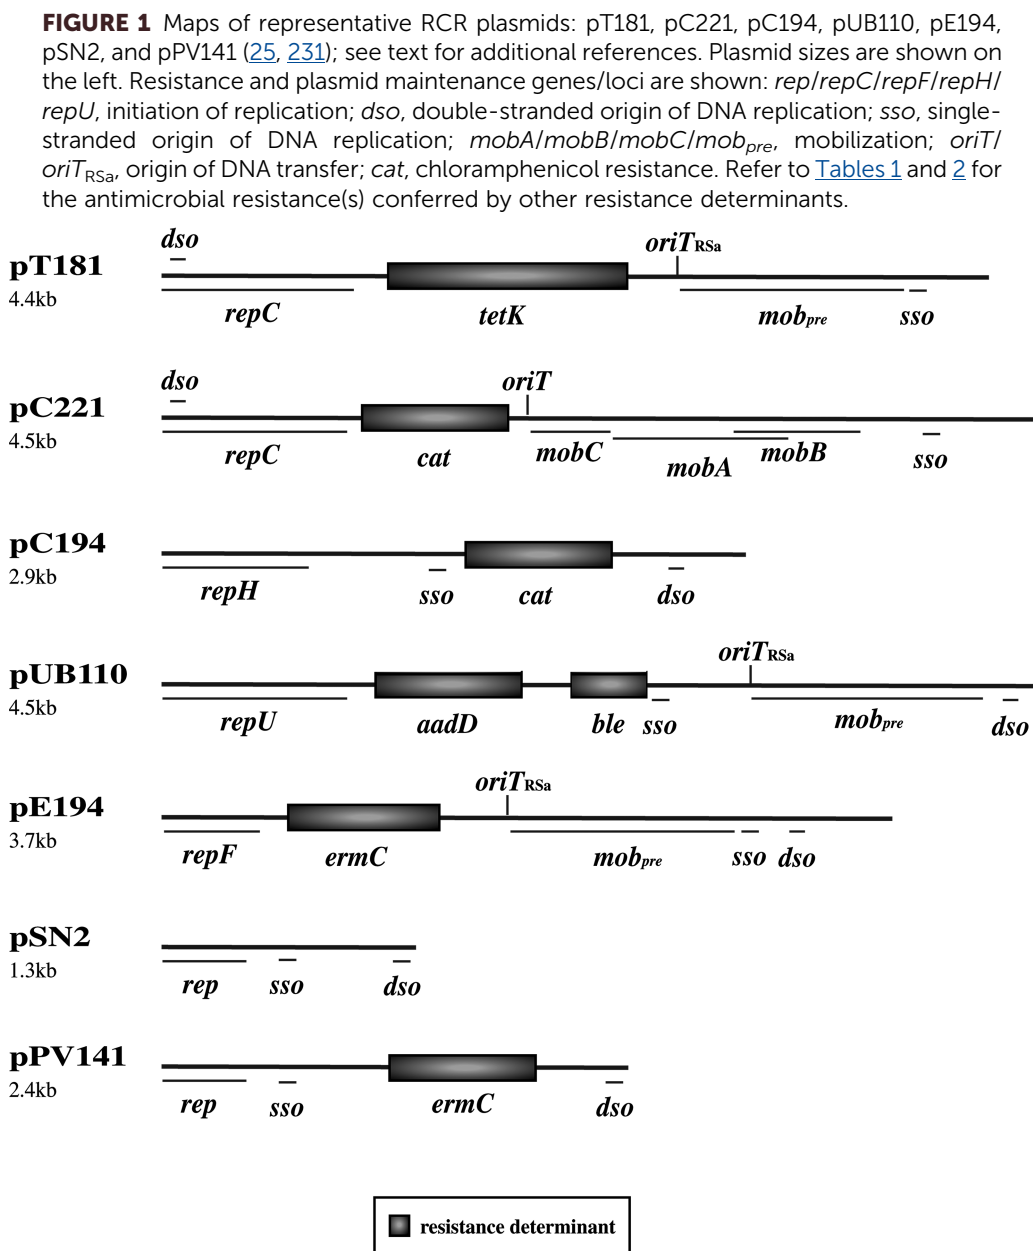 FIGURE 1 Maps of representative RCR plasmids: pT181, pC221, pC194, pUB110, pE194,
pSN2, and pPV141 (25, 231); see text for additional references. Plasmid sizes are shown on
the left. Resistance and plasmid maintenance genes/loci are shown: rep/repC/repF/repH/
repU, initiation of replication; dso, double-stranded origin of DNA replication; sso, single-
stranded origin of DNA replication; mobA/mobB/mobC/mobpre, mobilization; oriT/
oriTRSa, origin of DNA transfer; cat, chloramphenicol resistance. Refer to Tables 1 and 2 for
the antimicrobial resistance(s) conferred by other resistance determinants.
dso oriTRSa
pT181
4.4kb
repC tetK mobpre sso
dso oriT
pC221
4.5kb
repC cat mobC mobA mobB sso
pC194
2.9kb
repH sso cat dso
oriTRSa
pUB110
4.5kb
repU aadD ble sso mobpre dso
oriTRSa
pE194
3.7kb
repF ermC mobpre sso dso
pSN2
1.3kb
rep sso dso
pPV141
2.4kb
rep sso ermC dso
resistance determinant